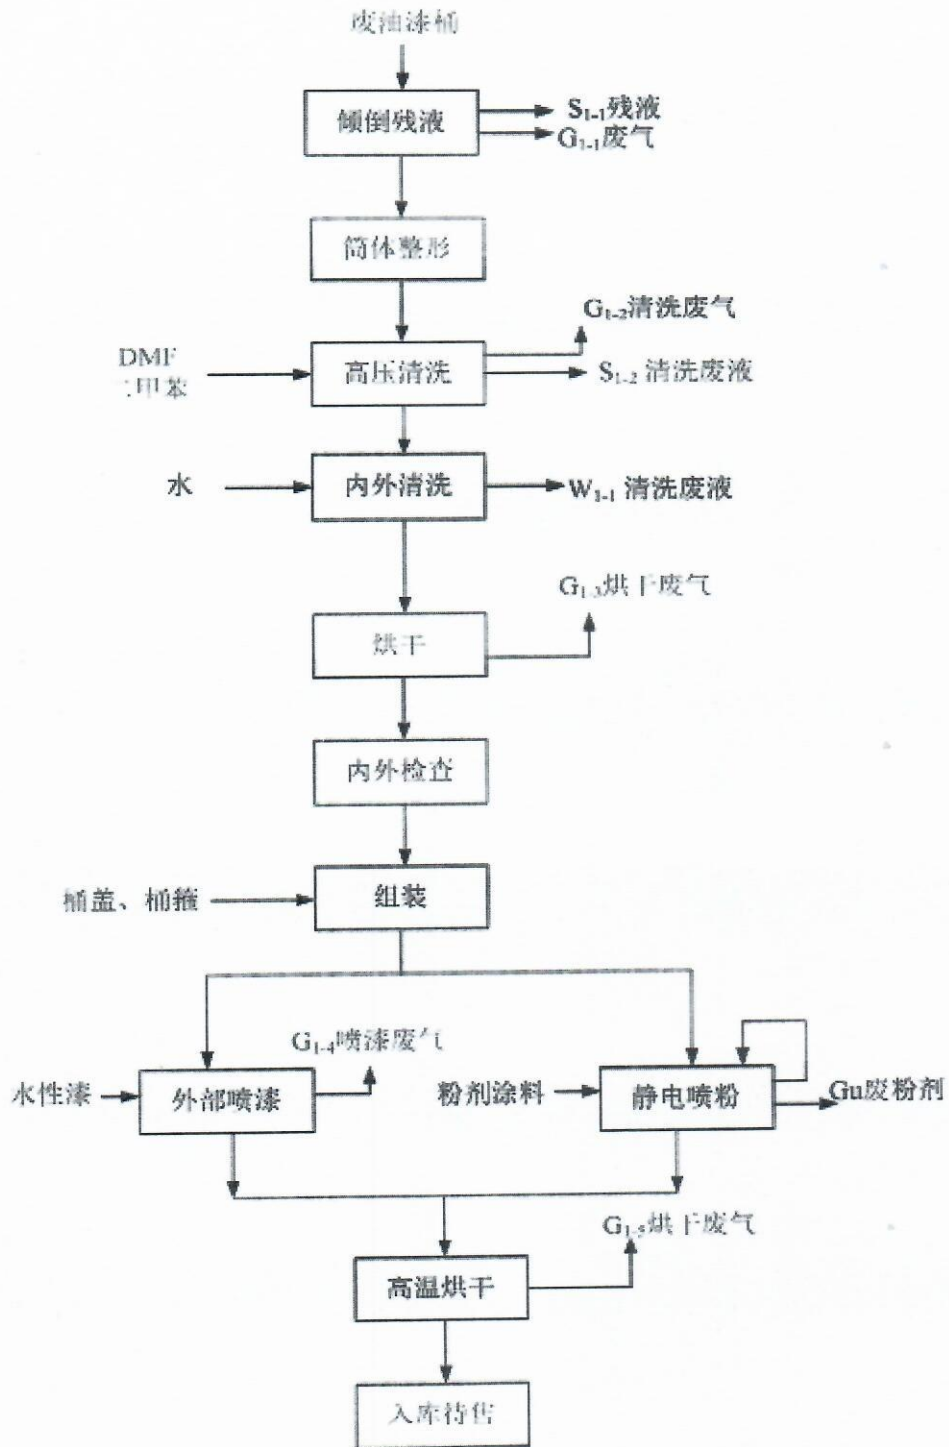 废油漆桶
倾倒残液
S₁₋₁残液
G₁₋₁废气
筒体整形
G₁₋₂清洗废气
DMF
二甲苯
高压清洗
S₁₋₂ 清洗废液
水
内外清洗
W₁₋₁ 清洗废液
G₁₋₃烘干废气
烘干
内外检查
桶盖、桶箍
组装
G₁₋₄喷漆废气
水性漆
外部喷漆
粉剂涂料
静电喷粉
Gu废粉剂
G₁₋₅烘干废气
高温烘干
入库待售